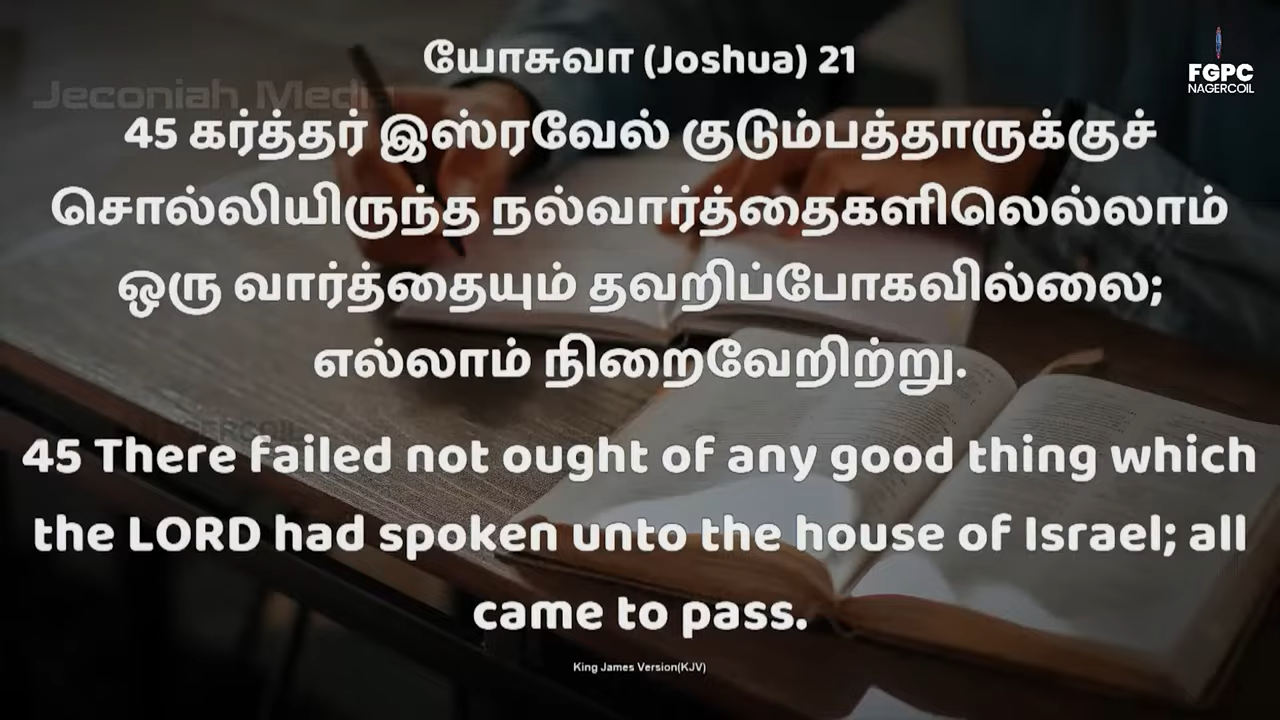 யோசுவா (Joshua) 21
FGPC
NAGERCOIL
Jeconiah Media
45 கர்த்தர் இஸ்ரவேல் குடும்பத்தாருக்குச்
சொல்லியிருந்த நல்வார்த்தைகளிலெல்லாம்
ஒரு வார்த்தையும் தவறிப்போகவில்லை;
எல்லாம் நிறைவேறிற்று.
45 There failed not ought of any good thing which
the LORD had spoken unto the house of Israel; all
came to pass.
King James Version(KJV)